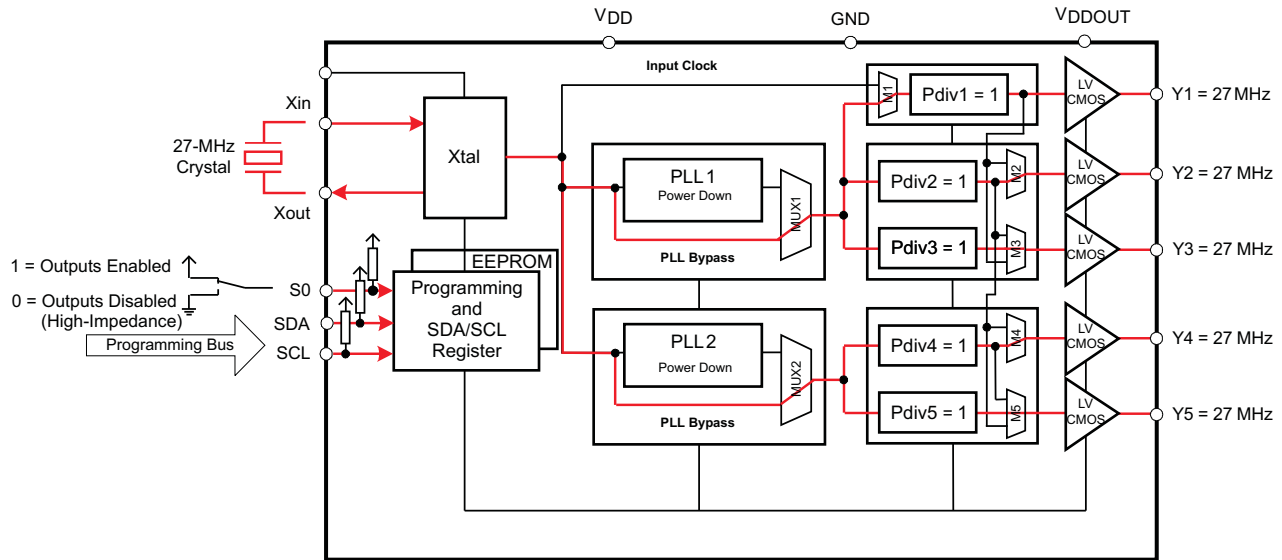 VDD
GND
VDDOUT
Input Clock
Xin
27-MHz
Crystal
Xout
Xtal
M1
Pdiv1 = 1
LV
CMOS
Y1 = 27 MHz
PLL1
Power Down
MUX1
PLL Bypass
Pdiv2 = 1
M2
LV
CMOS
Y2 = 27 MHz
Pdiv3 = 1
M3
LV
CMOS
Y3 = 27 MHz
1 = Outputs Enabled
0 = Outputs Disabled
(High-Impedance)
Programming Bus
S0
SDA
SCL
EEPROM
Programming
and
SDA/SCL
Register
PLL2
Power Down
MUX2
PLL Bypass
Pdiv4 = 1
M4
LV
CMOS
Y4 = 27 MHz
Pdiv5 = 1
M5
LV
CMOS
Y5 = 27 MHz